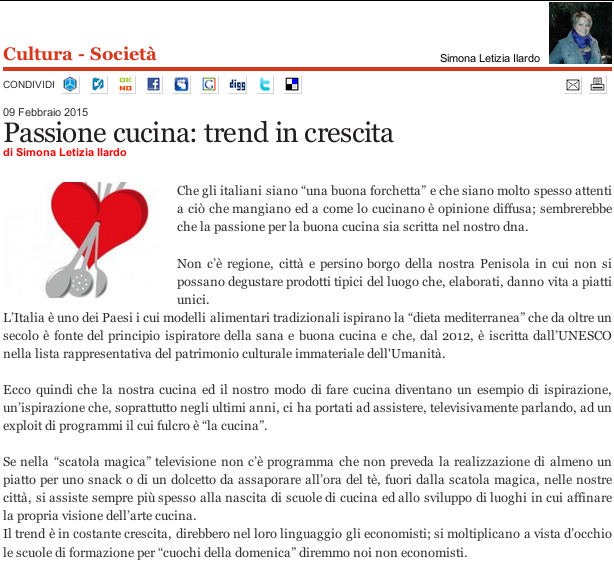 Cultura - Società
Simona Letizia Ilardo
CONDIVIDI
OK
NO
G
digg
09 Febbraio 2015
Passione cucina: trend in crescita
di Simona Letizia Ilardo
Che gli italiani siano “una buona forchetta” e che siano molto spesso attenti
a ciò che mangiano ed a come lo cucinano è opinione diffusa; sembrerebbe
che la passione per la buona cucina sia scritta nel nostro dna.
Non c’è regione, città e persino borgo della nostra Penisola in cui non si
possano degustare prodotti tipici del luogo che, elaborati, danno vita a piatti
unici.
L’Italia è uno dei Paesi i cui modelli alimentari tradizionali ispirano la “dieta mediterranea” che da oltre un
secolo è fonte del principio ispiratore della sana e buona cucina e che, dal 2012, è iscritta dall’UNESCO
nella lista rappresentativa del patrimonio culturale immateriale dell'Umanità.
Ecco quindi che la nostra cucina ed il nostro modo di fare cucina diventano un esempio di ispirazione,
un’ispirazione che, soprattutto negli ultimi anni, ci ha portati ad assistere, televisivamente parlando, ad un
exploit di programmi il cui fulcro è “la cucina”.
Se nella “scatola magica” televisione non c’è programma che non preveda la realizzazione di almeno un
piatto per uno snack o di un dolcetto da assaporare all’ora del tè, fuori dalla scatola magica, nelle nostre
città, si assiste sempre più spesso alla nascita di scuole di cucina ed allo sviluppo di luoghi in cui affinare
la propria visione dell’arte cucina.
Il trend è in costante crescita, direbbero nel loro linguaggio gli economisti; si moltiplicano a vista d’occhio
le scuole di formazione per “cuochi della domenica” diremmo noi non economisti.